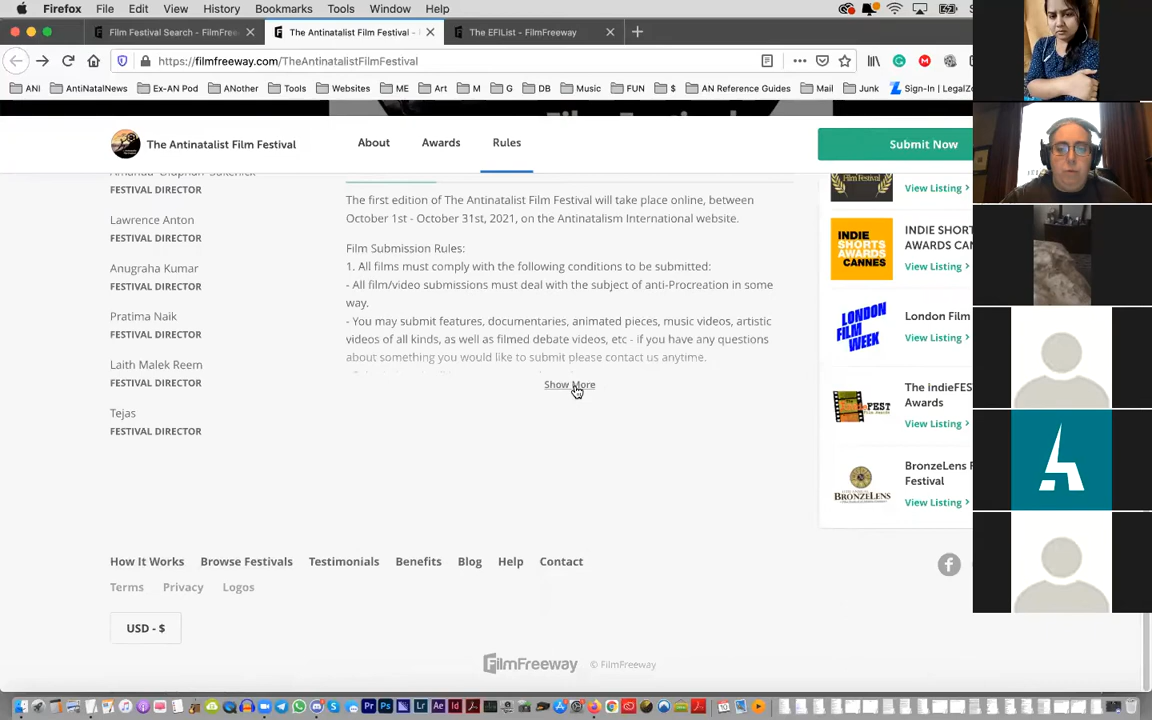 Firefox File Edit View History Bookmarks Tools Window Help
Film Festival Search - FilmFree
The Antinatalist Film Festival -
The EFIList - FilmFreeway
https://filmfreeway.com/TheAntinatalistFilmFestival
ANI AntiNatalNews Ex-AN Pod ANother Tools Websites ME Art M G DB Music FUN $ AN Reference Guides Mail Junk Sign-In | LegalZo
The Antinatalist Film Festival
About Awards Rules
Submit Now
FESTIVAL DIRECTOR
Lawrence Anton
FESTIVAL DIRECTOR
Anugraha Kumar
FESTIVAL DIRECTOR
Pratima Naik
FESTIVAL DIRECTOR
Laith Malek Reem
FESTIVAL DIRECTOR
Tejas
FESTIVAL DIRECTOR
The first edition of The Antinatalist Film Festival will take place online, between
October 1st - October 31st, 2021, on the Antinatalism International website.
Film Submission Rules:
1. All films must comply with the following conditions to be submitted:
- All film/video submissions must deal with the subject of anti-Procreation in some
way.
- You may submit features, documentaries, animated pieces, music videos, artistic
videos of all kinds, as well as filmed debate videos, etc - if you have any questions
about something you would like to submit please contact us anytime.
Show More
Film Festival
View Listing >
INDIE SHORTS AWARDS CANNES
INDIE SHORT
AWARDS CAN
View Listing >
LONDON FILM WEEK
London Film
View Listing >
FEST
The indieFES
Awards
View Listing >
BRONZELENS
BronzeLens F
Festival
View Listing >
How It Works Browse Festivals Testimonials Benefits Blog Help Contact
Terms Privacy Logos
USD - $
FilmFreeway © FilmFreeway